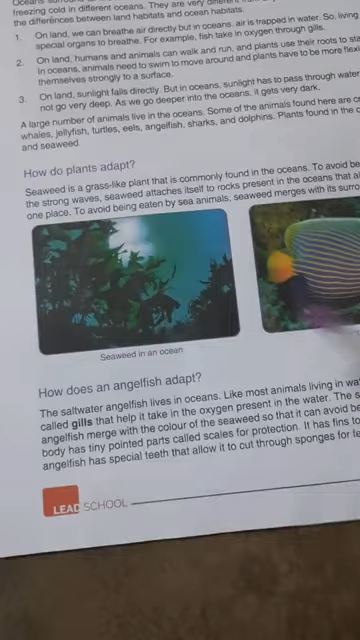 Oceans
freezing cold in different oceans. They are very different
the differences between land habitats and ocean habitats.
1. On land, we can breathe air directly but in oceans, air is trapped in water. So, living
special organs to breathe. For example, fish take in oxygen through gills.
2. On land, humans and animals can walk and run, and plants use their roots to
In oceans, animals need to swim to move around and plants have to be more
themselves strongly to a surface.
3. On land, sunlight falls directly. But in oceans, sunlight has to pass through water
not go very deep. As we go deeper into the oceans, it gets very dark.
A large number of animals live in the oceans. Some of the animals found here are
whales, jellyfish, turtles, eels, angelfish, sharks, and dolphins. Plants found in the
and seaweed.
How do plants adapt?
Seaweed is a grass-like plant that is commonly found in the oceans. To avoid
the strong waves, seaweed attaches itself to rocks present in the oceans that
one place. To avoid being eaten by sea animals, seaweed merges with its
Seaweed in an ocean
How does an angelfish adapt?
The saltwater angelfish lives in oceans. Like most animals living in
called gills that help it take in the oxygen present in the water. The
angelfish merge with the colour of the seaweed so that it can avoid
body has tiny pointed parts called scales for protection. It has fins to
angelfish has special teeth that allow it to cut through sponges for
LEAD SCHOOL